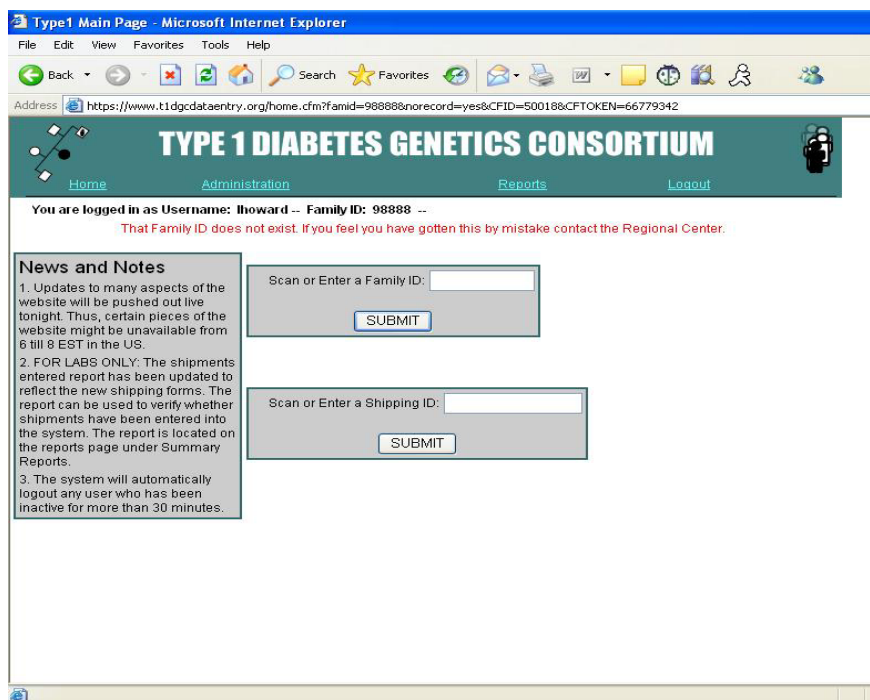 Type1 Main Page - Microsoft Internet Explorer
File Edit View Favorites Tools Help
Back Search Favorites
Address https://www.t1dgcdataentry.org/home.cfm?famid=98888&norecord=yes&CFID=50018&CFTOKEN=66779342
TYPE 1 DIABETES GENETICS CONSORTIUM
Home Administration Reports Logout
You are logged in as Username: lhoward -- Family ID: 98888 --
That Family ID does not exist. If you feel you have gotten this by mistake contact the Regional Center.
News and Notes
1. Updates to many aspects of the
website will be pushed out live
tonight. Thus, certain pieces of the
website might be unavailable from
6 till 8 EST in the US.
2. FOR LABS ONLY: The shipments
entered report has been updated to
reflect the new shipping forms. The
report can be used to verify whether
shipments have been entered into
the system. The report is located on
the reports page under Summary
Reports.
3. The system will automatically
logout any user who has been
inactive for more than 30 minutes.
Scan or Enter a Family ID:
SUBMIT
Scan or Enter a Shipping ID:
SUBMIT